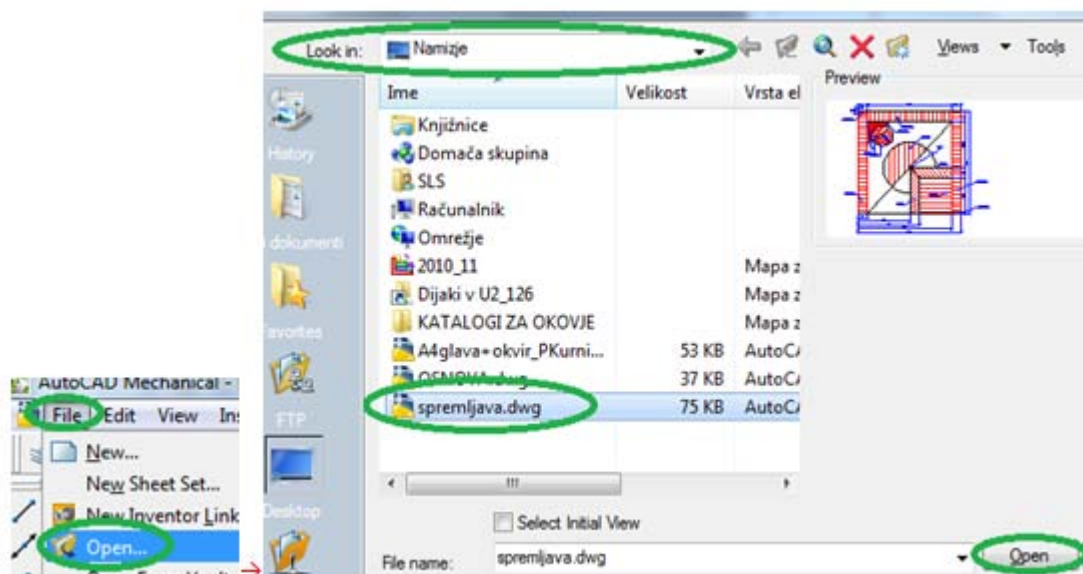 Look in: Namizje Views Tools
Preview
Ime Velikost Vrsta el
History
Knjižnice
Domača skupina
SLS
Računalnik
dokumenti
Omrežje
2010_11 Mapa z
Dijaki v U2_126 Mapa z
KATALOGI ZA OKOVJE Mapa z
Favorites
A4glava+okvir_PKurni... 53 KB AutoCA
OSNOVA.dwg 37 KB AutoCA
spremljava.dwg 75 KB AutoCA
FTP
Desktop
Select Initial View
File name: spremljava.dwg Open
AutoCAD Mechanical -
File Edit View Ins
New...
New Sheet Set...
New Inventor Link
Open...